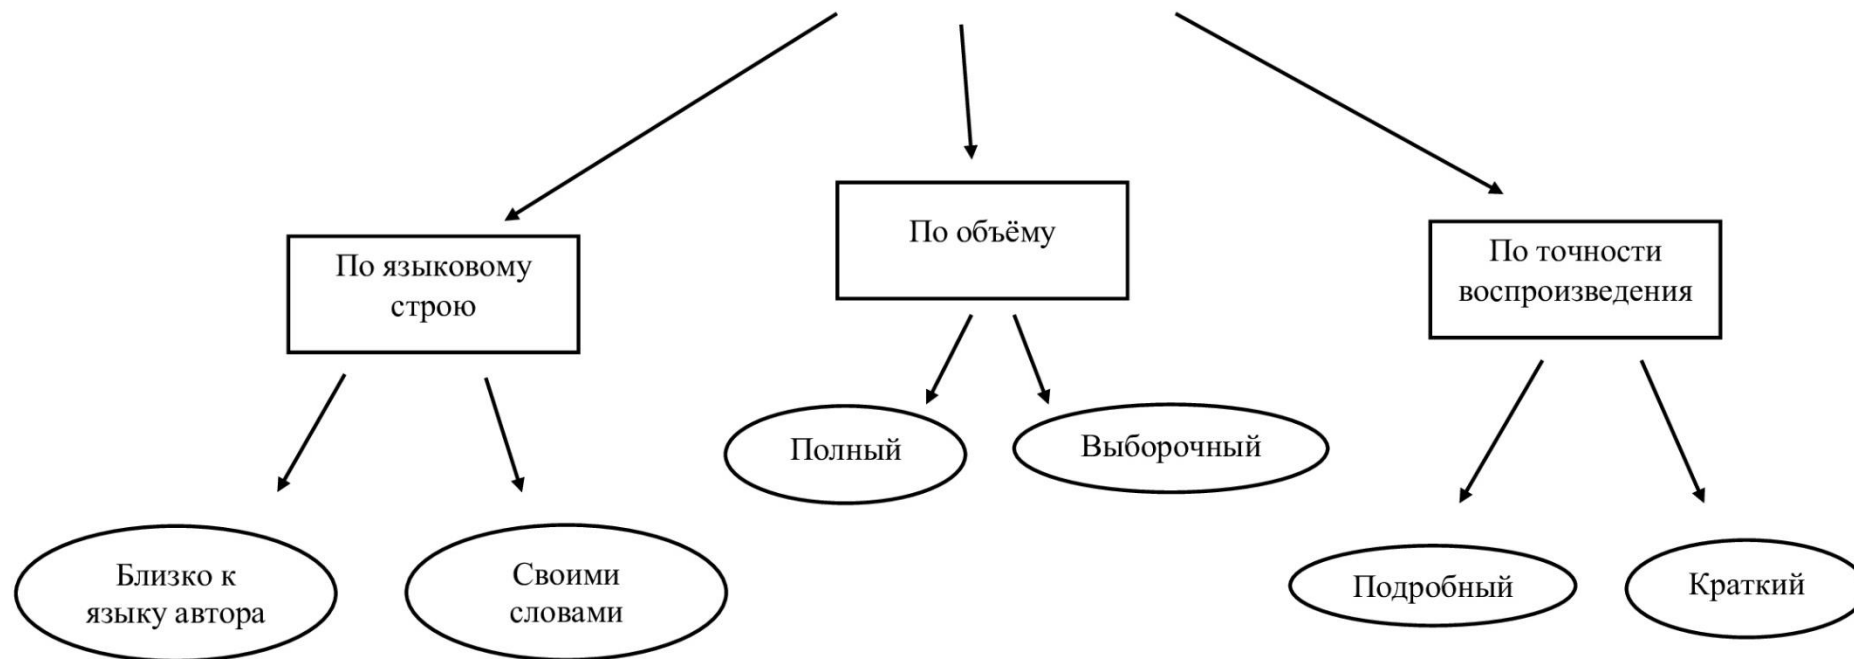 По языковому
строю
По объёму
По точности
воспроизведения
Полный
Выборочный
Близко к
языку автора
Своими
словами
Подробный
Краткий